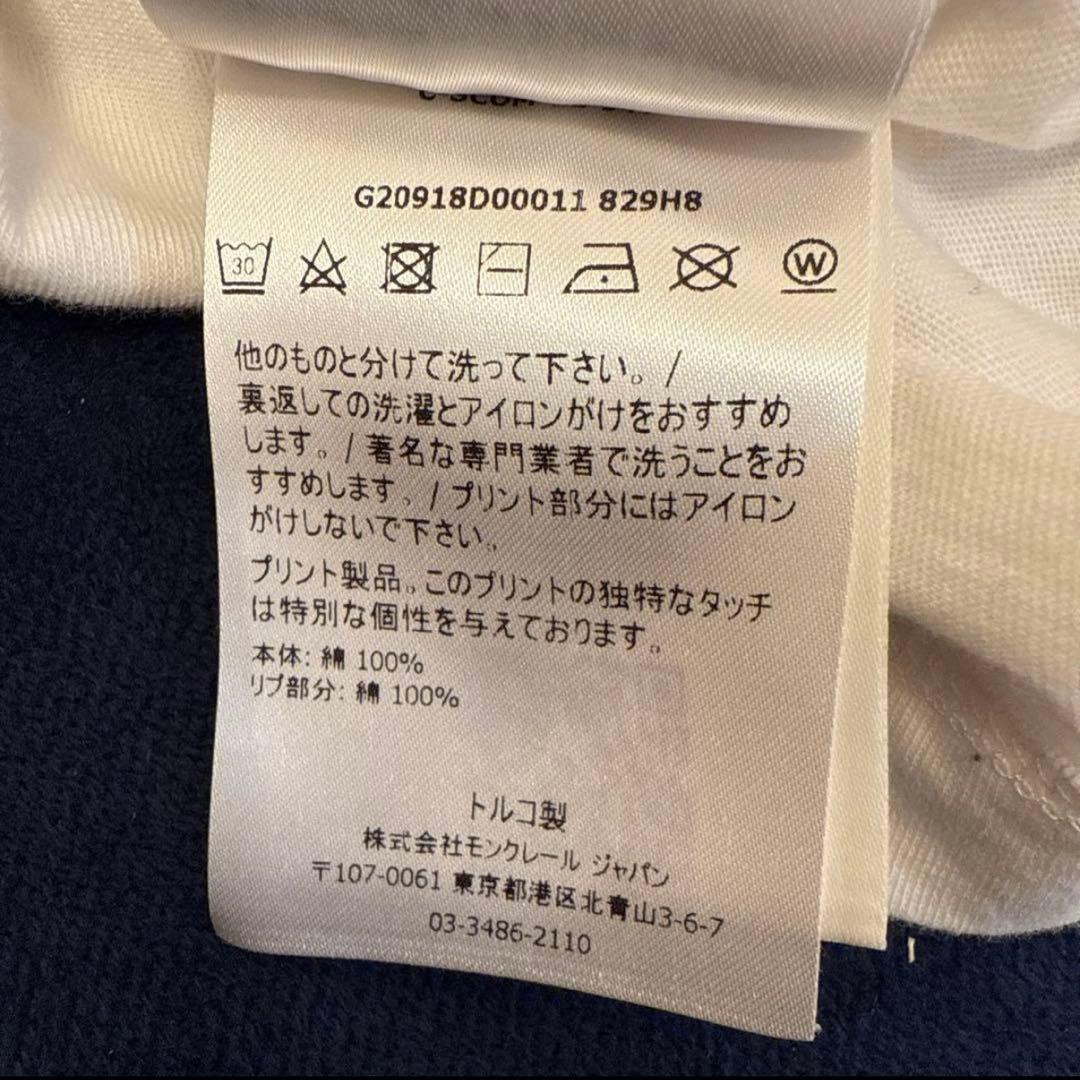 G20918D00011 829H8
30
W
他のものと分けて洗って下さい。/
裏返しての洗濯とアイロンがけをおすすめ
します。/ 著名な専門業者で洗うことをお
すすめします。/ プリント部分にはアイロン
がけしないで下さい。
プリント製品。このプリントの独特なタッチ
は特別な個性を与えております。
本体: 綿 100%
リブ部分: 綿 100%
トルコ製
株式会社モンクレール ジャパン
〒107-0061 東京都港区北青山3-6-7
03-3486-2110